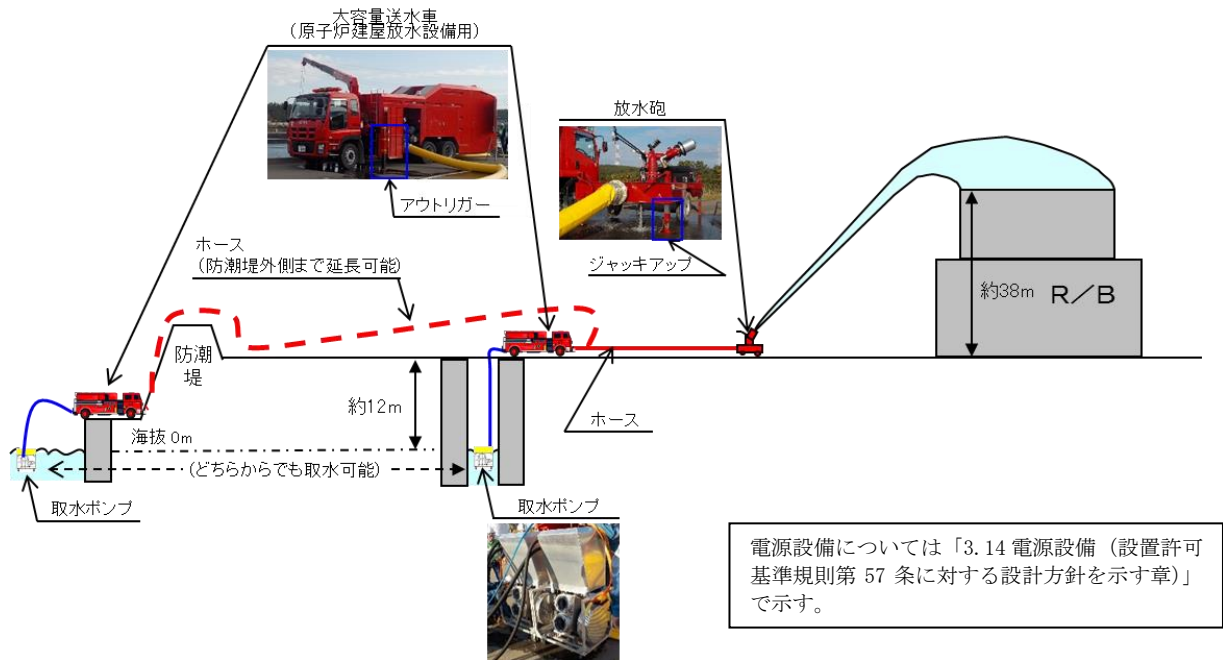 大容量送水車
(原子炉建屋放水設備用)
放水砲
アウトリガー
ホース
(防潮堤外側まで延長可能)
ジャッキアップ
約38m
R/B
防潮
堤
約12m
ホース
海抜 0m
(どちらからでも取水可能)
取水ポンプ
取水ポンプ
電源設備については「3.14 電源設備（設置許可
基準規則第 57 条に対する設計方針を示す章）」
で示す。